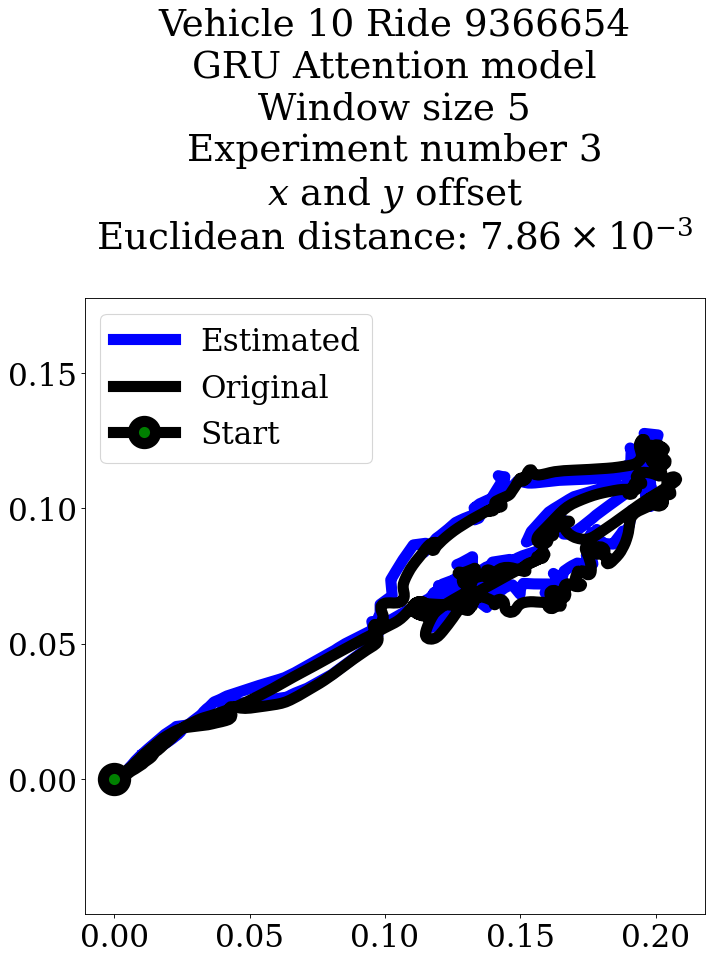 Vehicle 10 Ride 9366654
GRU Attention model
Window size 5
Experiment number 3
x and y offset
Euclidean distance: 7.86 × 10⁻³
Estimated
Original
Start
0.15
0.10
0.05
0.00
0.00 0.05 0.10 0.15 0.20